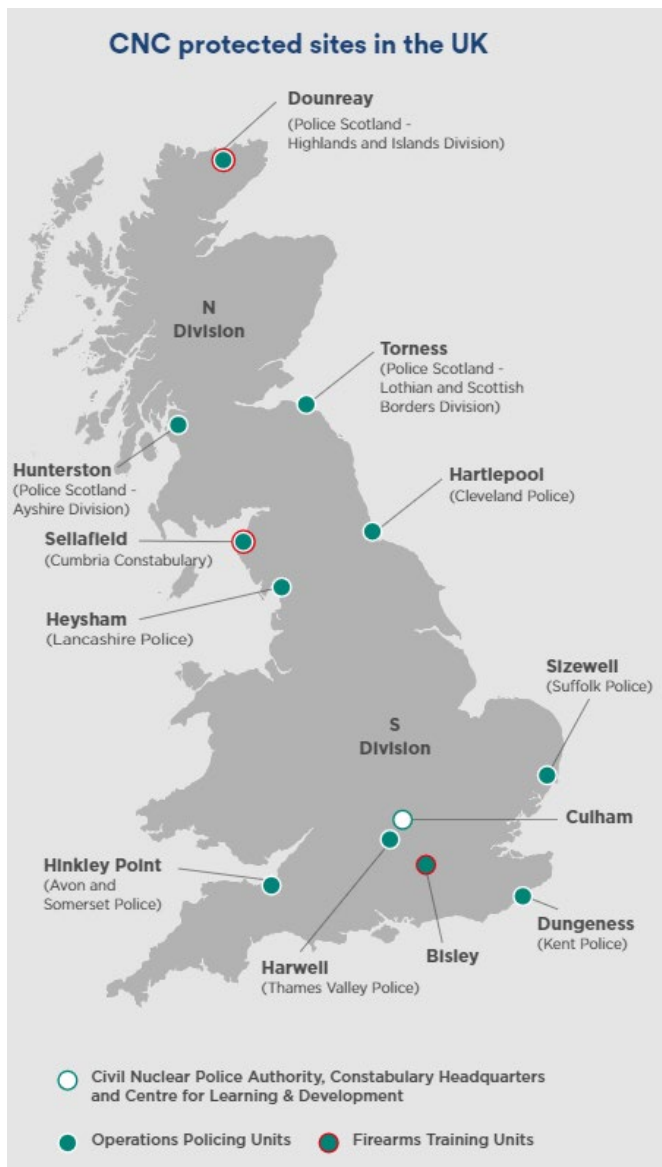 CNC protected sites in the UK
Dounreay
(Police Scotland -
Highlands and Islands Division)
N
Division
Torness
(Police Scotland -
Lothian and Scottish
Borders Division)
Hunterston
(Police Scotland -
Ayshire Division)
Hartlepool
(Cleveland Police)
Sellafield
(Cumbria Constabulary)
Heysham
(Lancashire Police)
Sizewell
(Suffolk Police)
S
Division
Culham
Hinkley Point
(Avon and
Somerset Police)
Dungeness
(Kent Police)
Bisley
Harwell
(Thames Valley Police)
Civil Nuclear Police Authority, Constabulary Headquarters
and Centre for Learning & Development
Operations Policing Units
Firearms Training Units